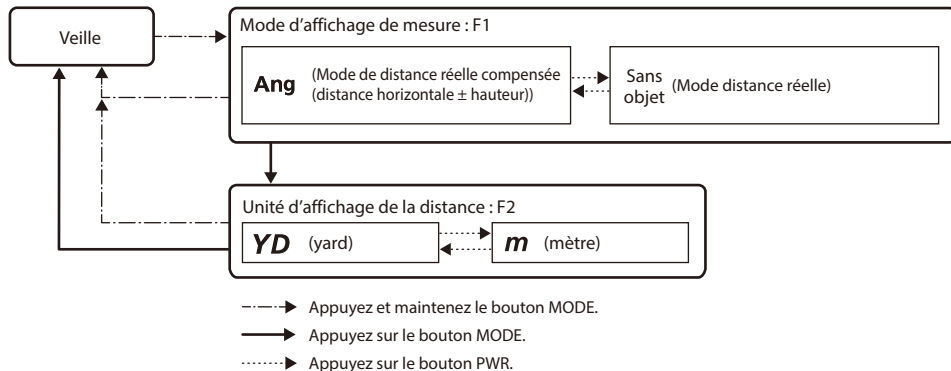 Veille
Mode d'affichage de mesure : F1
Ang
(Mode de distance réelle compensée
(distance horizontale ± hauteur))
Sans
objet
(Mode distance réelle)
Unité d'affichage de la distance : F2
YD (yard)
m (mètre)
Appuyez et maintenez le bouton MODE.
Appuyez sur le bouton MODE.
Appuyez sur le bouton PWR.